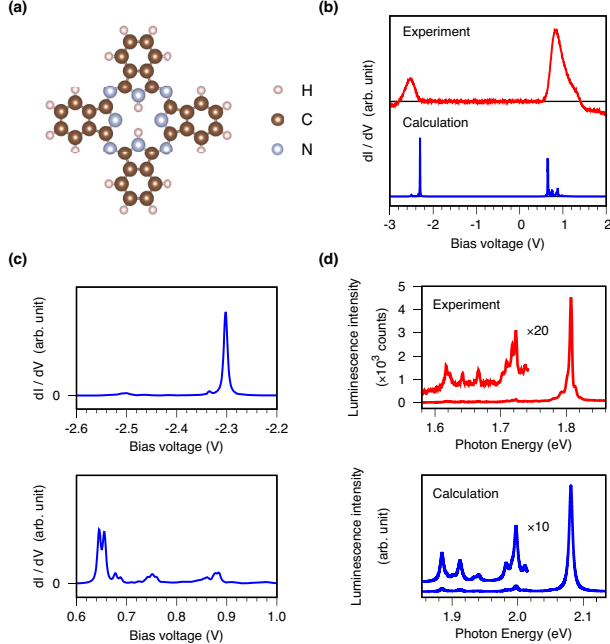 (a)
H
C
N
(b)
Experiment
Calculation
dI / dV (arb. unit)
-3 -2 -1 0 1 2
Bias voltage (V)
(c)
dI / dV (arb. unit)
0
-2.6 -2.5 -2.4 -2.3 -2.2
Bias voltage (V)
dI / dV (arb. unit)
0
0.6 0.7 0.8 0.9 1.0
Bias voltage (V)
(d)
Luminescence intensity
(×10³ counts)
5
4
3
2
1
0
Experiment
×20
1.6 1.7 1.8
Photon Energy (eV)
Luminescence intensity
(arb. unit)
Calculation
×10
1.9 2.0 2.1
Photon Energy (eV)